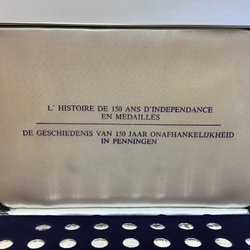 L' HISTOIRE DE 150 ANS D'INDEPENDANCE
EN MEDAILLES
DE GESCHIEDENIS VAN 150 JAAR ONAFHANKELIJKHEID
IN PENNINGEN